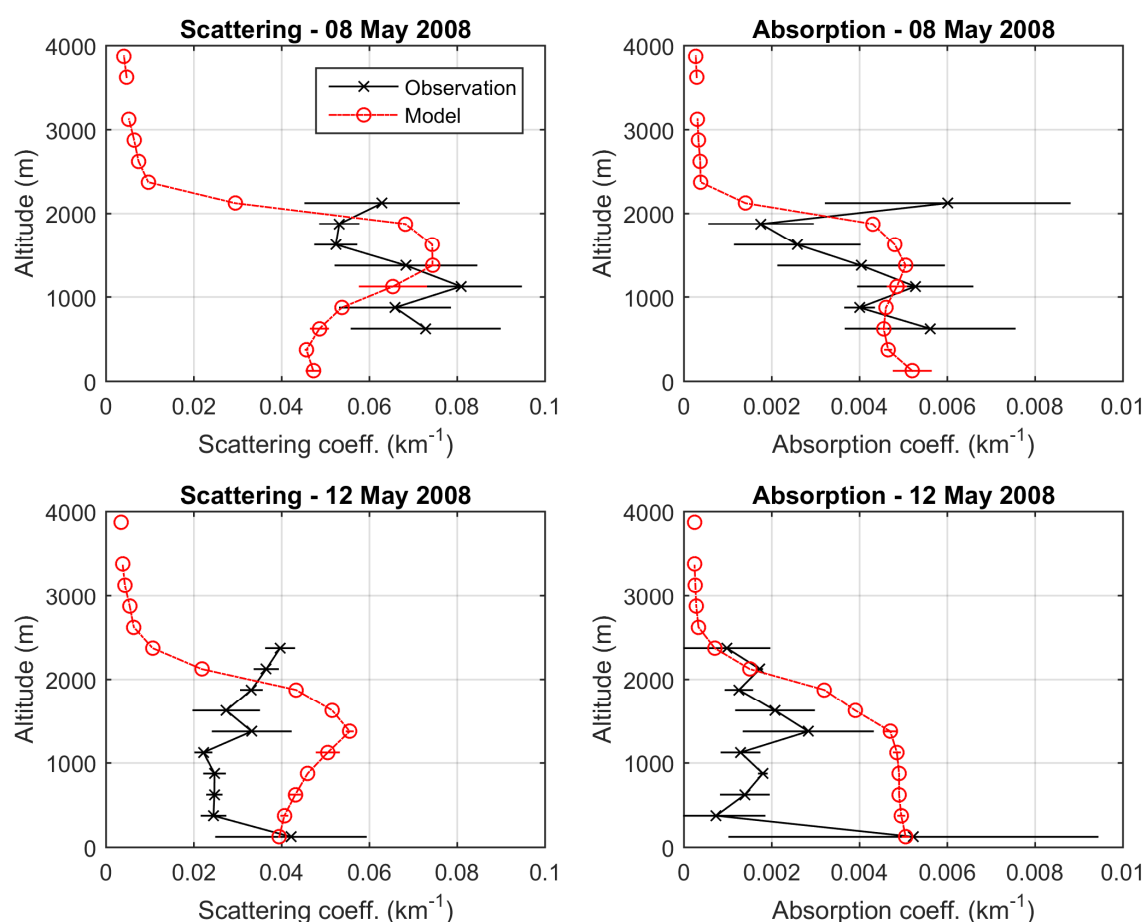 Scattering - 08 May 2008
4000
3000
2000
1000
0
Altitude (m)
Observation
Model
0 0.02 0.04 0.06 0.08 0.1
Scattering coeff. (km-1)
Absorption - 08 May 2008
4000
3000
2000
1000
0
Altitude (m)
0 0.002 0.004 0.006 0.008 0.01
Absorption coeff. (km-1)
Scattering - 12 May 2008
4000
3000
2000
1000
0
Altitude (m)
0 0.02 0.04 0.06 0.08 0.1
Scattering coeff. (km-1)
Absorption - 12 May 2008
4000
3000
2000
1000
0
Altitude (m)
0 0.002 0.004 0.006 0.008 0.01
Absorption coeff. (km-1)